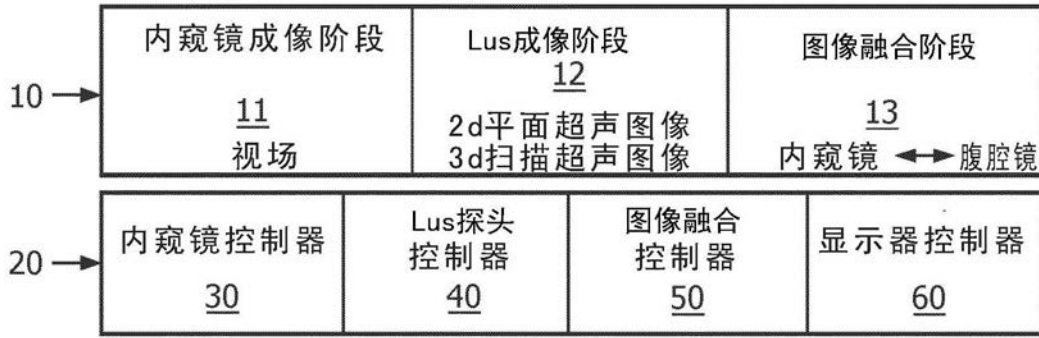 内窥镜成像阶段
11
视场
Lus成像阶段
12
2d平面超声图像
3d扫描超声图像
图像融合阶段
13
内窥镜 ↔ 腹腔镜
10
内窥镜控制器
30
Lus探头
控制器
40
图像融合
控制器
50
显示器控制器
60
20